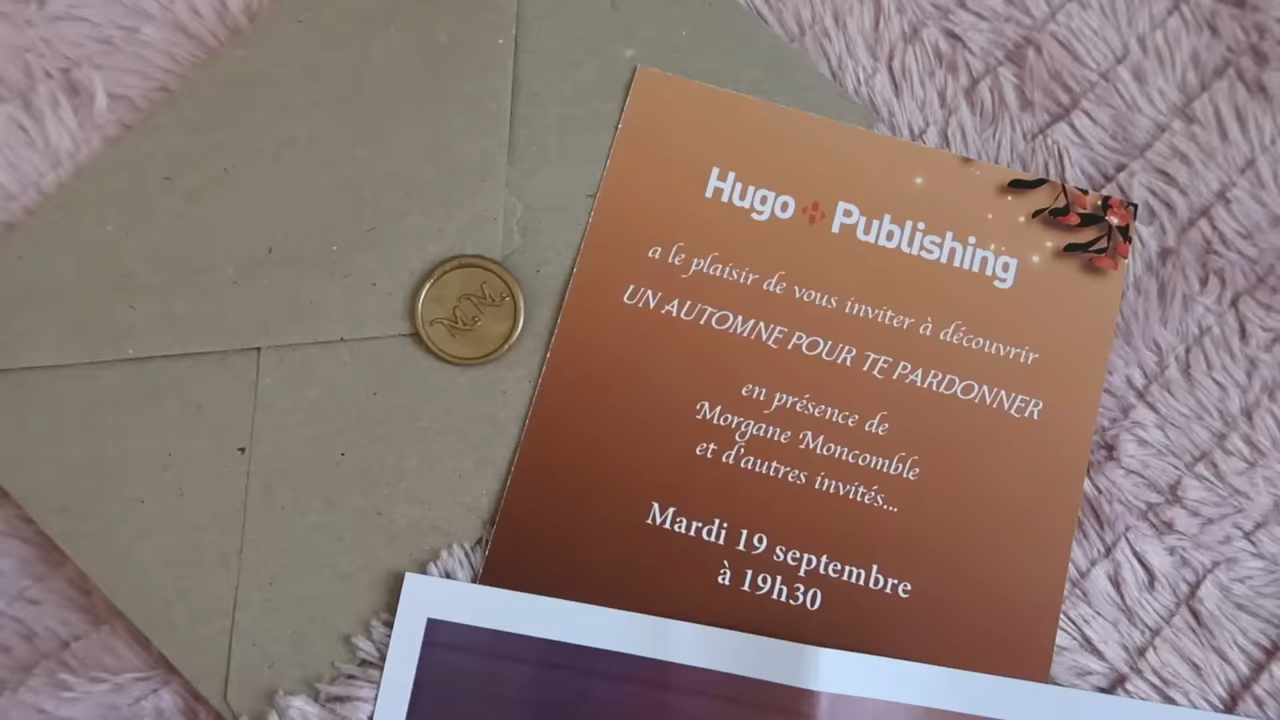 Hugo Publishing
a le plaisir de vous inviter à découvrir
UN AUTOMNE POUR TE PARDONNER
en présence de
Morgane Moncomble
et d'autres invités...
Mardi 19 septembre
à 19h30
M.M.